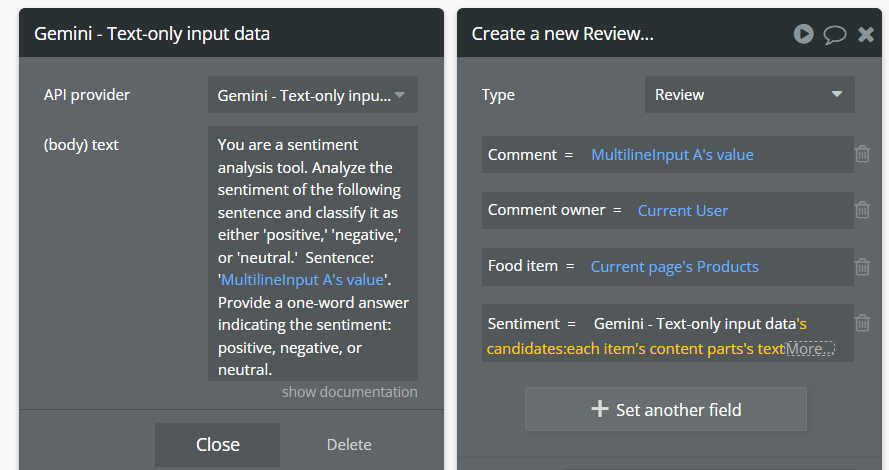 Gemini - Text-only input data
API provider
Gemini - Text-only inpu...
(body) text
You are a sentiment
analysis tool. Analyze the
sentiment of the following
sentence and classify it as
either 'positive,' 'negative,'
or 'neutral.'  Sentence:
'MultilineInput A's value'.
Provide a one-word answer
indicating the sentiment:
positive, negative, or
neutral.
show documentation
Close
Delete
Create a new Review...
Type
Review
Comment = MultilineInput A's value
Comment owner = Current User
Food item = Current page's Products
Sentiment = Gemini - Text-only input data's
candidates:each item's content parts's textMore...
Set another field